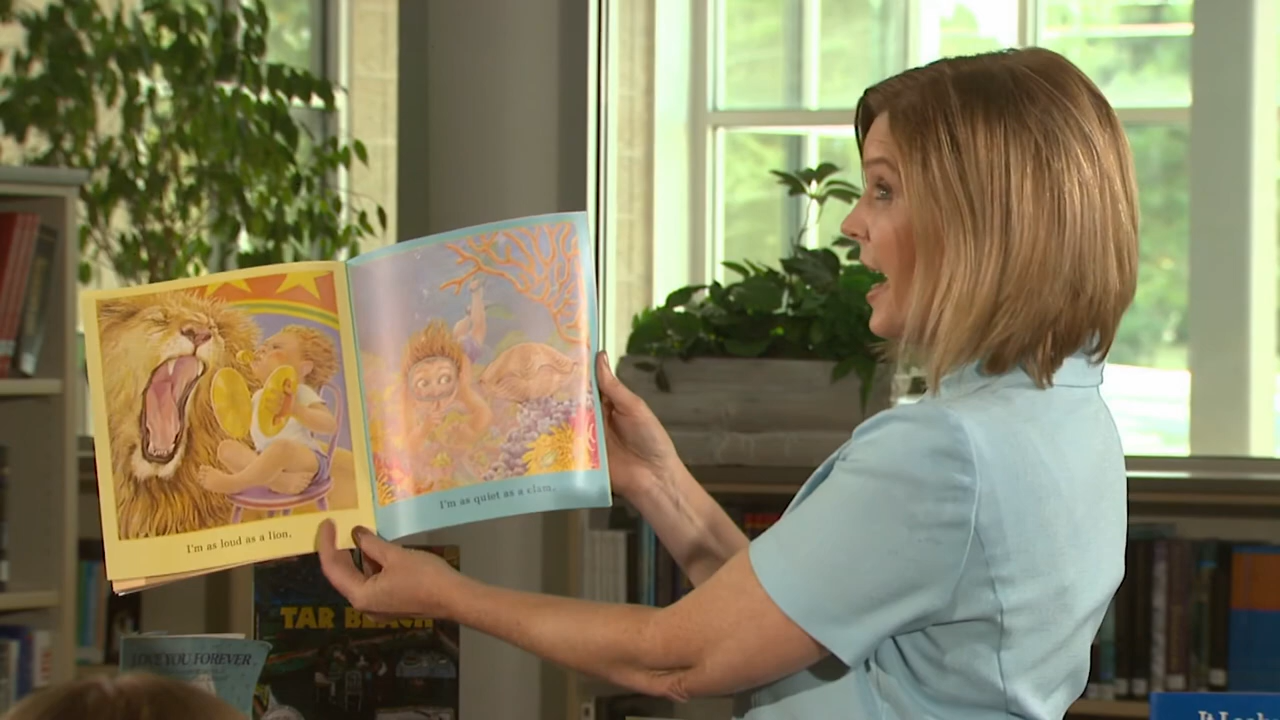 I'm as loud as a lion.
I'm as quiet as a clam.
TAR BEACH
LOVE YOU FOREVER